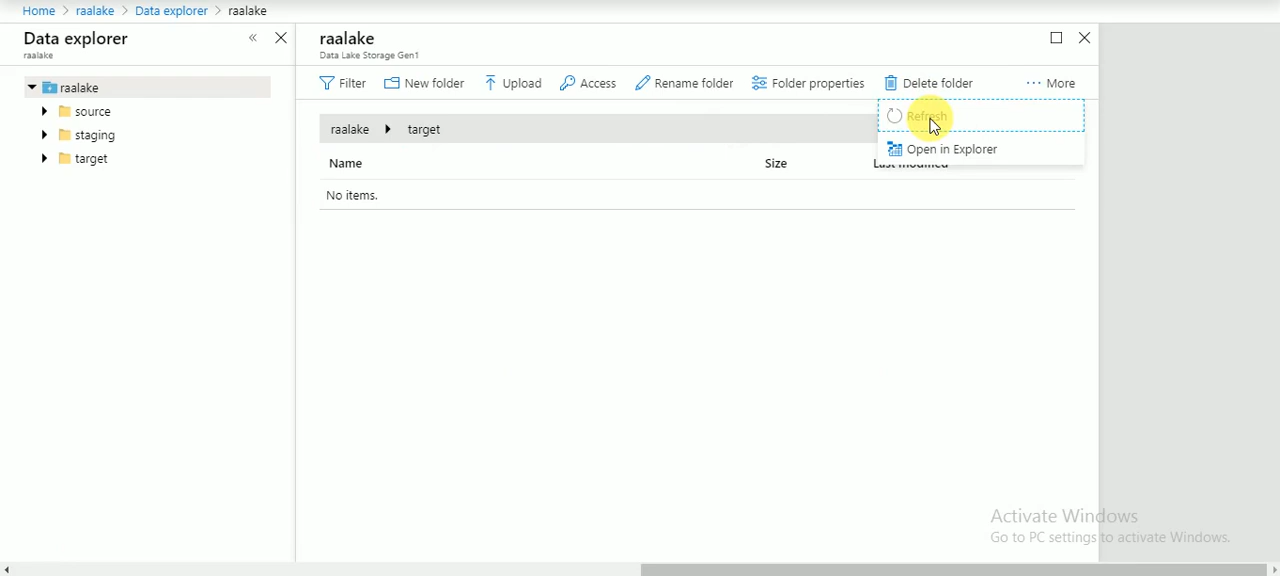 Home > raalake > Data explorer > raalake
Data explorer
raalake
raalake
source
staging
target
raalake
Data Lake Storage Gen1
Filter New folder Upload Access Rename folder Folder properties Delete folder ··· More
Refresh
Open in Explorer
raalake target
Name Size Last modified
No items.
Activate Windows
Go to PC settings to activate Windows.